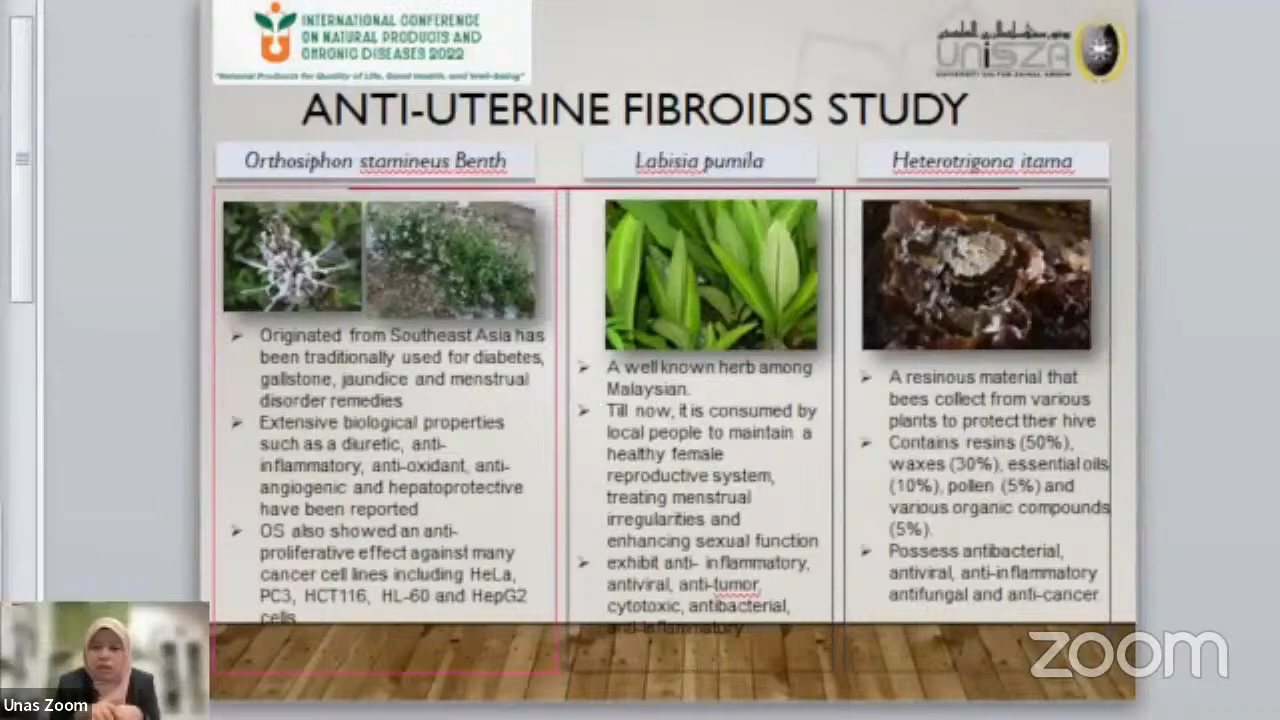 INTERNATIONAL CONFERENCE
ON NATURAL PRODUCTS AND
CHRONIC DISEASES 2022
"Natural Products for Quality of Life, Good Health, and Well-Being"
UniSZA
UNIVERSITI SULTAN ZAINAL ABIDIN
ANTI-UTERINE FIBROIDS STUDY
Orthosiphon stamineus Benth
Originated from Southeast Asia has
been traditionally used for diabetes,
gallstone, jaundice and menstrual
disorder remedies
Extensive biological properties
such as a diuretic, anti-
inflammatory, anti-oxidant, anti-
angiogenic and hepatoprotective
have been reported
OS also showed an anti-
proliferative effect against many
cancer cell lines including HeLa,
PC3, HCT116, HL-60 and HepG2
cells
Labisia pumila
A well known herb among
Malaysian.
Till now, it is consumed by
local people to maintain a
healthy female
reproductive system,
treating menstrual
irregularities and
enhancing sexual function
exhibit anti- inflammatory,
antiviral, anti-tumor,
cytotoxic, antibacterial,
anti-inflammatory
Heterotrigona itama
A resinous material that
bees collect from various
plants to protect their hive
Contains resins (50%),
waxes (30%), essential oils
(10%), pollen (5%) and
various organic compounds
(5%).
Possess antibacterial,
antiviral, anti-inflammatory
antifungal and anti-cancer
zoom
Unas Zoom